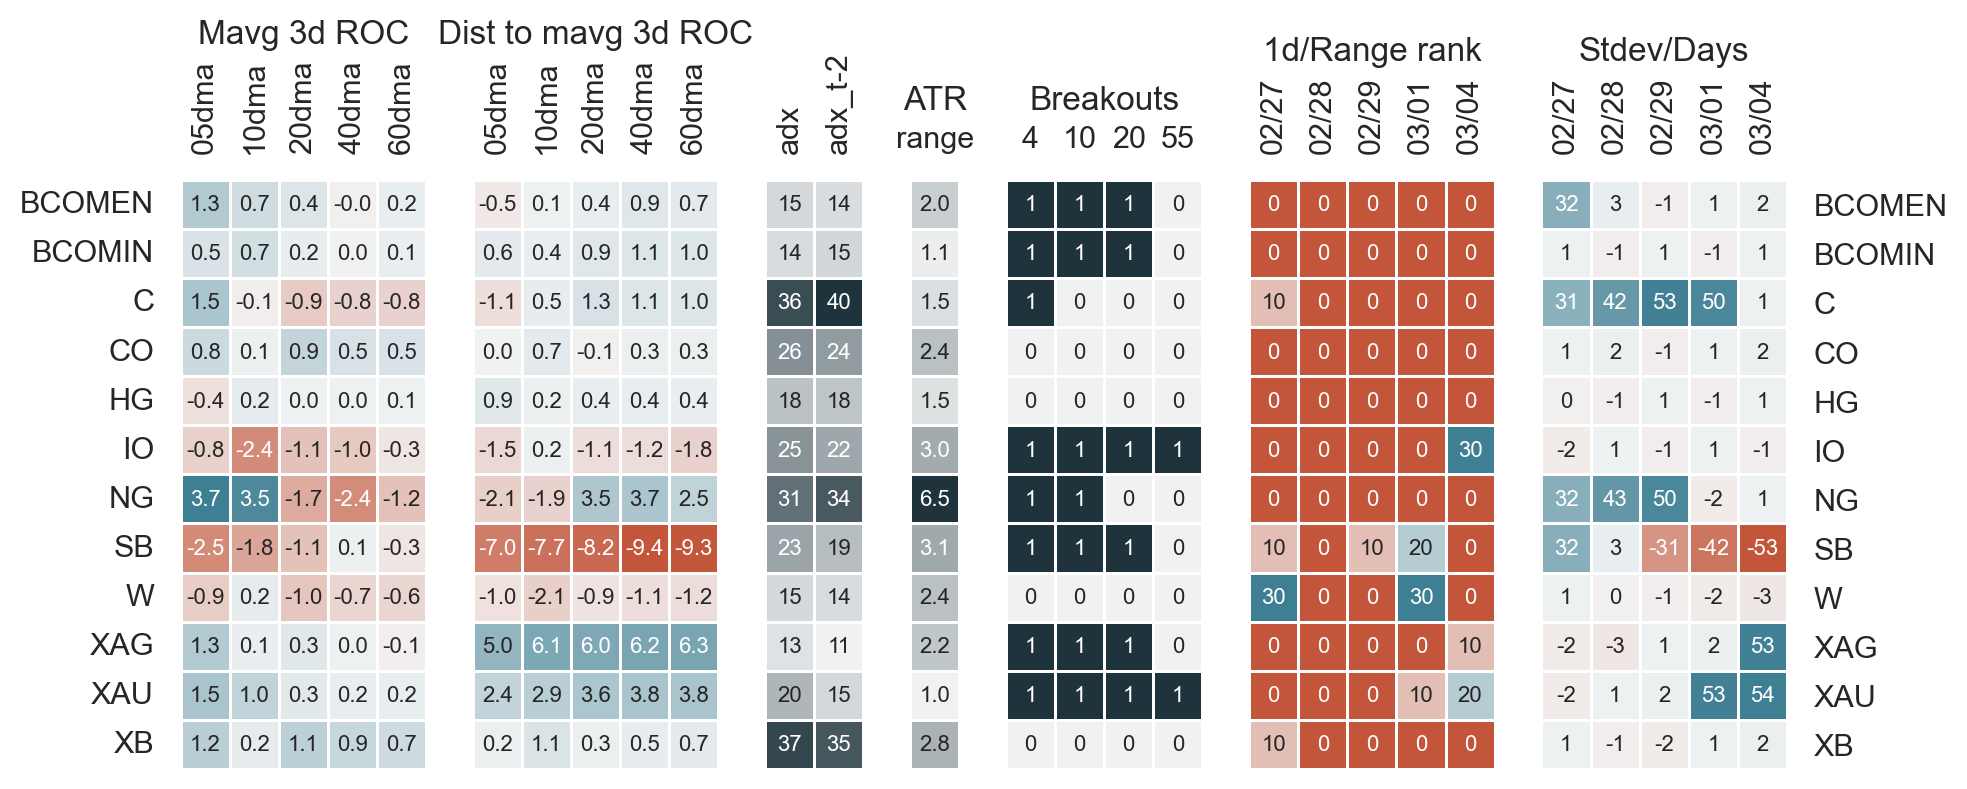 Mavg 3d ROC Dist to mavg 3d ROC 1d/Range rank Stdev/Days
ATR Breakouts
05dma 10dma 20dma 40dma 60dma 05dma 10dma 20dma 40dma 60dma adx adx_t-2 range 4 10 20 55 02/27 02/28 02/29 03/01 03/04 02/27 02/28 02/29 03/01 03/04
BCOMEN 1.3 0.7 0.4 -0.0 0.2 -0.5 0.1 0.4 0.9 0.7 15 14 2.0 1 1 1 0 0 0 0 0 0 32 3 -1 1 2 BCOMEN
BCOMIN 0.5 0.7 0.2 0.0 0.1 0.6 0.4 0.9 1.1 1.0 14 15 1.1 1 1 1 0 0 0 0 0 0 1 -1 1 -1 1 BCOMIN
C 1.5 -0.1 -0.9 -0.8 -0.8 -1.1 0.5 1.3 1.1 1.0 36 40 1.5 1 0 0 0 10 0 0 0 0 31 42 53 50 1 C
CO 0.8 0.1 0.9 0.5 0.5 0.0 0.7 -0.1 0.3 0.3 26 24 2.4 0 0 0 0 0 0 0 0 0 1 2 -1 1 2 CO
HG -0.4 0.2 0.0 0.0 0.1 0.9 0.2 0.4 0.4 0.4 18 18 1.5 0 0 0 0 0 0 0 0 0 0 -1 1 -1 1 HG
IO -0.8 -2.4 -1.1 -1.0 -0.3 -1.5 0.2 -1.1 -1.2 -1.8 25 22 3.0 1 1 1 1 0 0 0 0 30 -2 1 -1 1 -1 IO
NG 3.7 3.5 -1.7 -2.4 -1.2 -2.1 -1.9 3.5 3.7 2.5 31 34 6.5 1 1 0 0 0 0 0 0 0 32 43 50 -2 1 NG
SB -2.5 -1.8 -1.1 0.1 -0.3 -7.0 -7.7 -8.2 -9.4 -9.3 23 19 3.1 1 1 1 0 10 0 10 20 0 32 3 -31 -42 -53 SB
W -0.9 0.2 -1.0 -0.7 -0.6 -1.0 -2.1 -0.9 -1.1 -1.2 15 14 2.4 0 0 0 0 30 0 0 30 0 1 0 -1 -2 -3 W
XAG 1.3 0.1 0.3 0.0 -0.1 5.0 6.1 6.0 6.2 6.3 13 11 2.2 1 1 1 0 0 0 0 0 10 -2 -3 1 2 53 XAG
XAU 1.5 1.0 0.3 0.2 0.2 2.4 2.9 3.6 3.8 3.8 20 15 1.0 1 1 1 1 0 0 0 10 20 -2 1 2 53 54 XAU
XB 1.2 0.2 1.1 0.9 0.7 0.2 1.1 0.3 0.5 0.7 37 35 2.8 0 0 0 0 10 0 0 0 0 1 -1 -2 1 2 XB